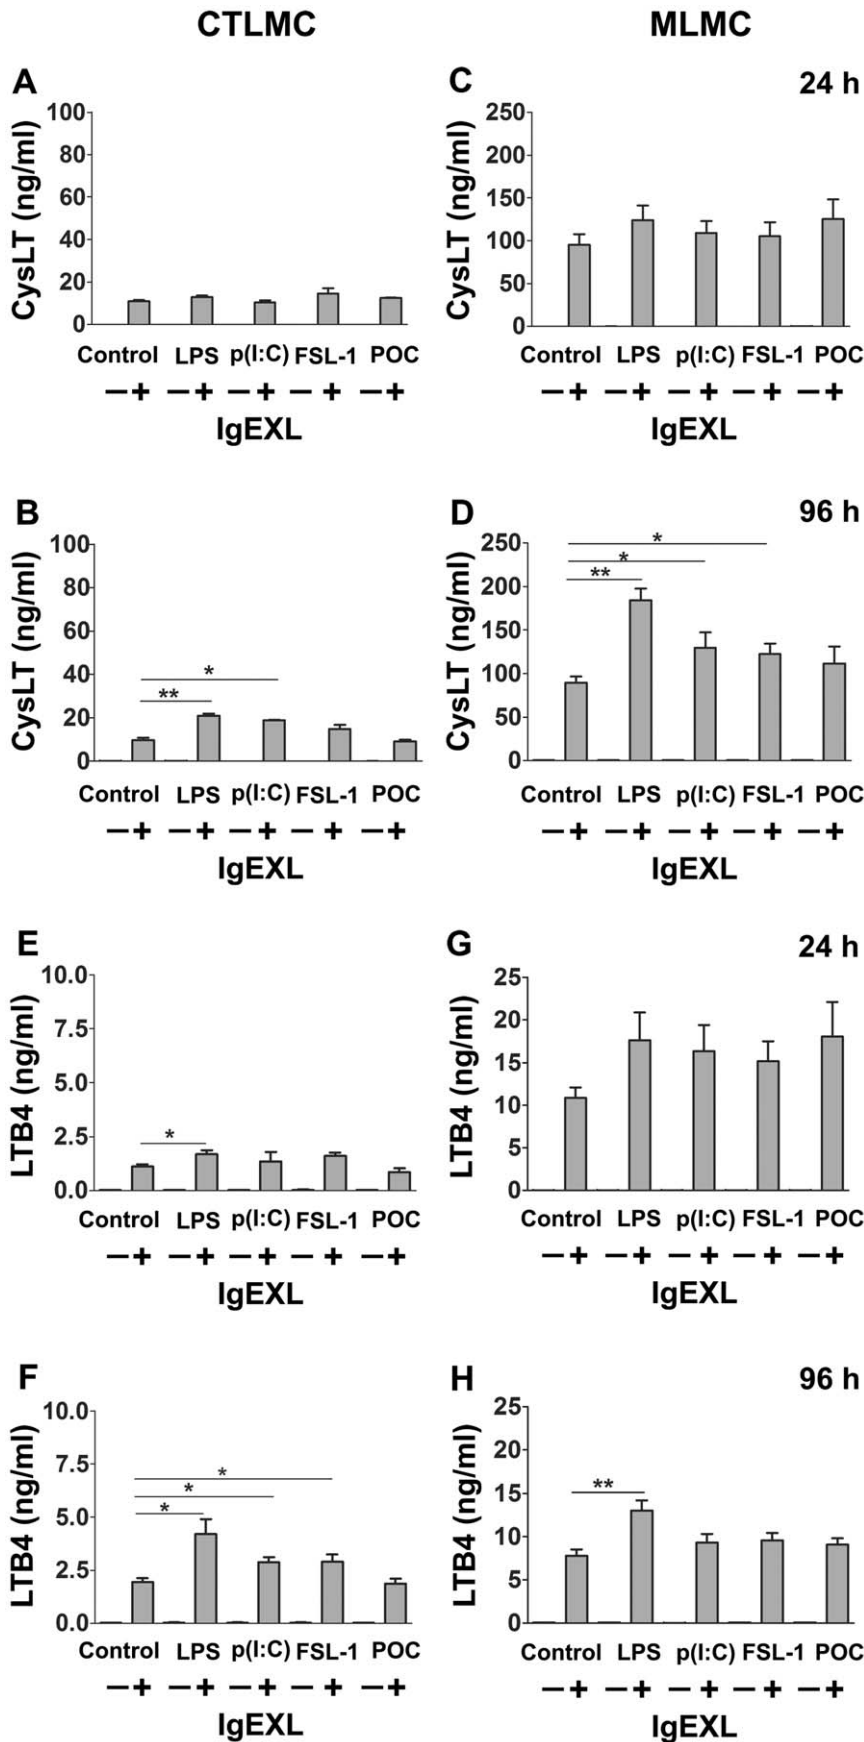 CTLMC MLMC
A
CysLT (ng/ml)
100
80
60
40
20
0
Control LPS p(I:C) FSL-1 POC
— + — + — + — + — +
IgEXL
C 24 h
CysLT (ng/ml)
250
200
150
100
50
0
Control LPS p(I:C) FSL-1 POC
— + — + — + — + — +
IgEXL
B
CysLT (ng/ml)
100
80
60
40
20
0
*
**
Control LPS p(I:C) FSL-1 POC
— + — + — + — + — +
IgEXL
D 96 h
CysLT (ng/ml)
250
200
150
100
50
0
*
*
**
Control LPS p(I:C) FSL-1 POC
— + — + — + — + — +
IgEXL
E
LTB4 (ng/ml)
10.0
7.5
5.0
2.5
0.0
*
Control LPS p(I:C) FSL-1 POC
— + — + — + — + — +
IgEXL
G 24 h
LTB4 (ng/ml)
25
20
15
10
5
0
Control LPS p(I:C) FSL-1 POC
— + — + — + — + — +
IgEXL
F
LTB4 (ng/ml)
10.0
7.5
5.0
2.5
0.0
*
*
*
Control LPS p(I:C) FSL-1 POC
— + — + — + — + — +
IgEXL
H 96 h
LTB4 (ng/ml)
25
20
15
10
5
0
**
Control LPS p(I:C) FSL-1 POC
— + — + — + — + — +
IgEXL